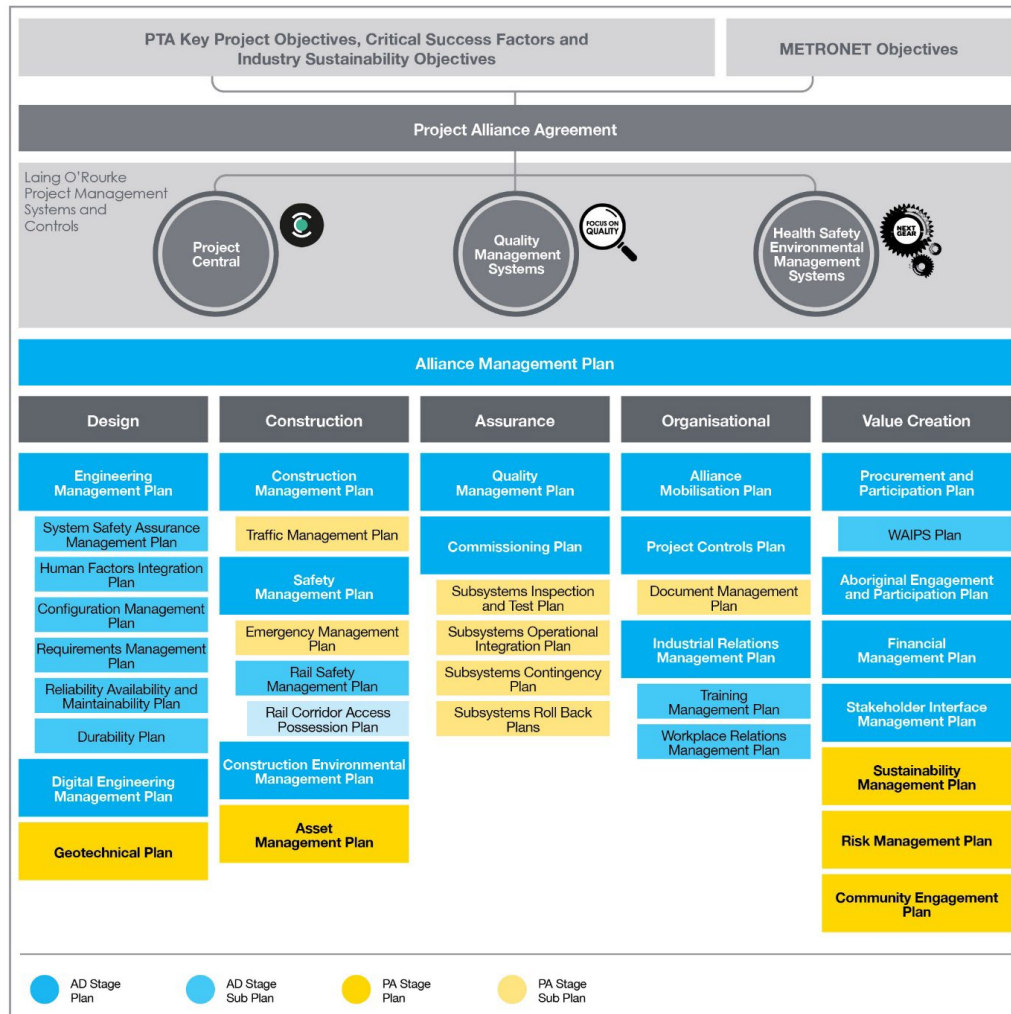 PTA Key Project Objectives, Critical Success Factors and
Industry Sustainability Objectives
METRONET Objectives
Project Alliance Agreement
Laing O'Rourke
Project Management
Systems and
Controls
Project
Central
Quality
Management
Systems
FOCUS ON
QUALITY
Health Safety
Environmental
Management
Systems
NEXT
GEAR
Alliance Management Plan
Design
Engineering
Management Plan
System Safety Assurance
Management Plan
Human Factors Integration
Plan
Configuration Management
Plan
Requirements Management
Plan
Reliability Availability and
Maintainability Plan
Durability Plan
Digital Engineering
Management Plan
Geotechnical Plan
Construction
Construction
Management Plan
Traffic Management Plan
Safety
Management Plan
Emergency Management
Plan
Rail Safety
Management Plan
Rail Corridor Access
Possession Plan
Construction Environmental
Management Plan
Asset
Management Plan
Assurance
Quality
Management Plan
Commissioning Plan
Subsystems Inspection
and Test Plan
Subsystems Operational
Integration Plan
Subsystems Contingency
Plan
Subsystems Roll Back
Plans
Organisational
Alliance
Mobilisation Plan
Project Controls Plan
Document Management
Plan
Industrial Relations
Management Plan
Training
Management Plan
Workplace Relations
Management Plan
Value Creation
Procurement and
Participation Plan
WAIPS Plan
Aboriginal Engagement
and Participation Plan
Financial
Management Plan
Stakeholder Interface
Management Plan
Sustainability
Management Plan
Risk Management Plan
Community Engagement
Plan
AD Stage
Plan
AD Stage
Sub Plan
PA Stage
Plan
PA Stage
Sub Plan